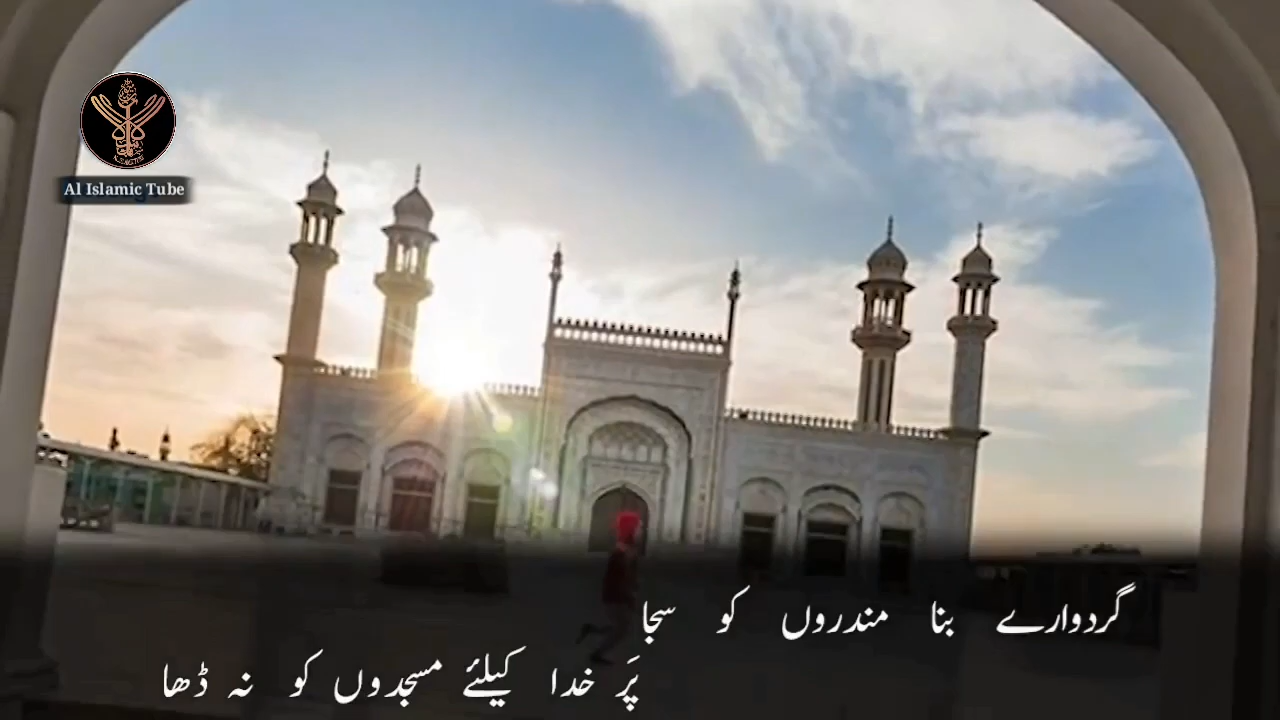 Al Islamic Tube
گردوارے بنا مندروں کو سجا
پَر خدا کیلئے مسجدوں کو نہ ڈھا